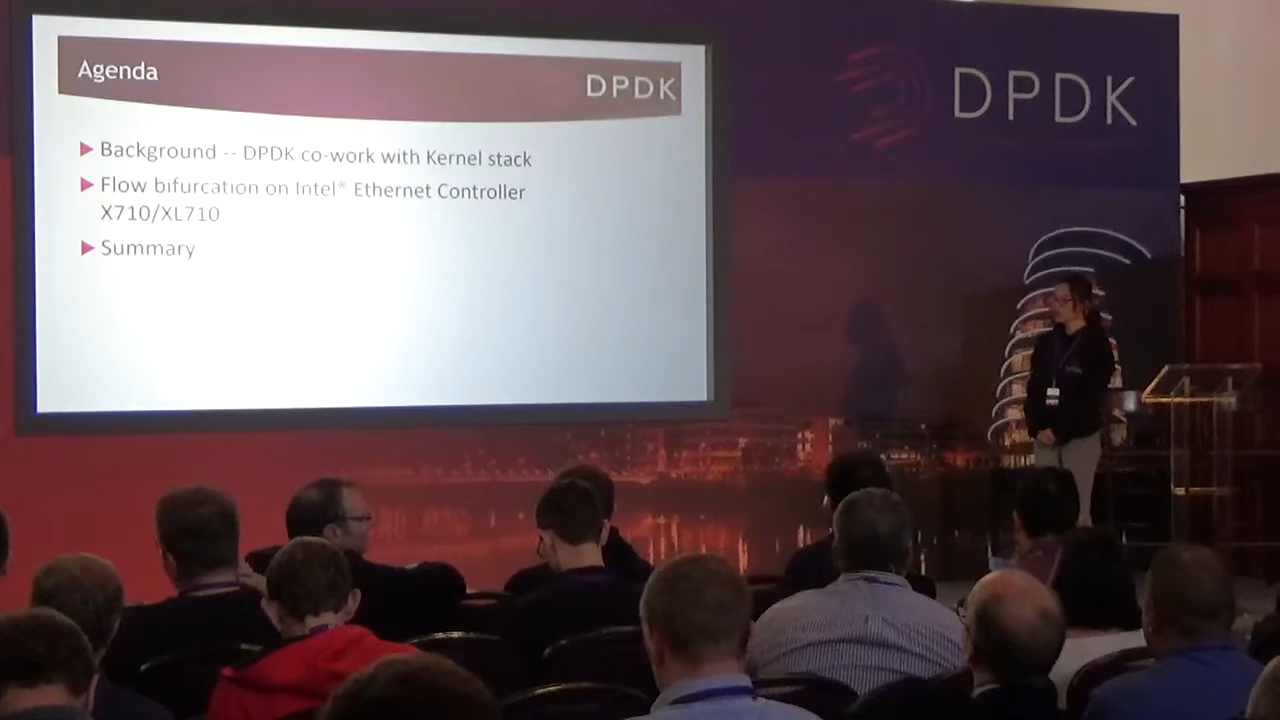 Agenda
DPDK
Background -- DPDK co-work with Kernel stack
Flow bifurcation on Intel® Ethernet Controller
X710/XL710
Summary
DPDK